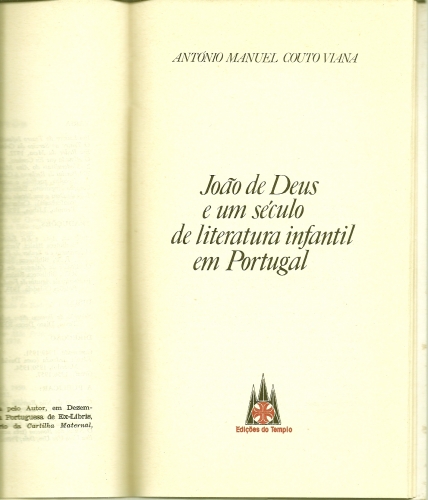 a pelo Autor, em Dezem-
a Portuguesa de Ex-Libris,
rio da Cartilha Maternal,
ANTÓNIO MANUEL COUTO VIANA
João de Deus
e um século
de literatura infantil
em Portugal
Edições do Templo